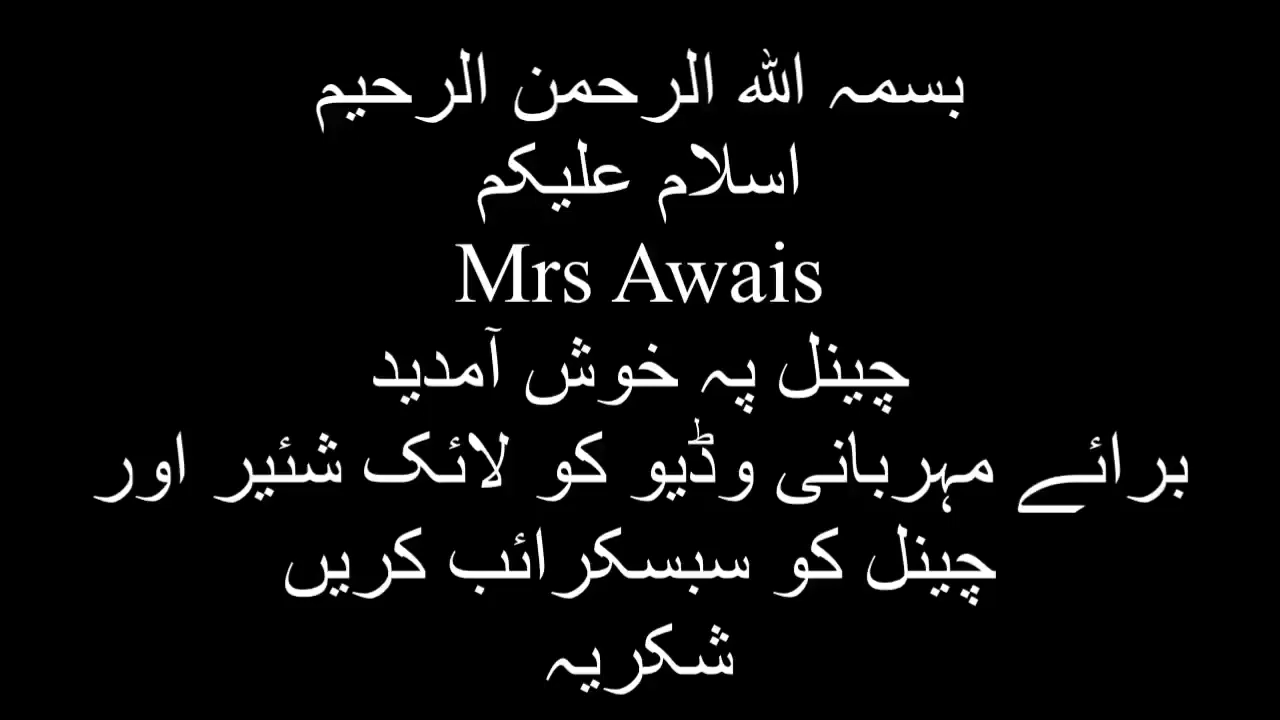 بسمہ اللہ الرحمن الرحیم
اسلام علیکم
Mrs Awais
چینل پہ خوش آمدید
برائے مہربانی وڈیو کو لائک شئیر اور
چینل کو سبسکرائب کریں
شکریہ